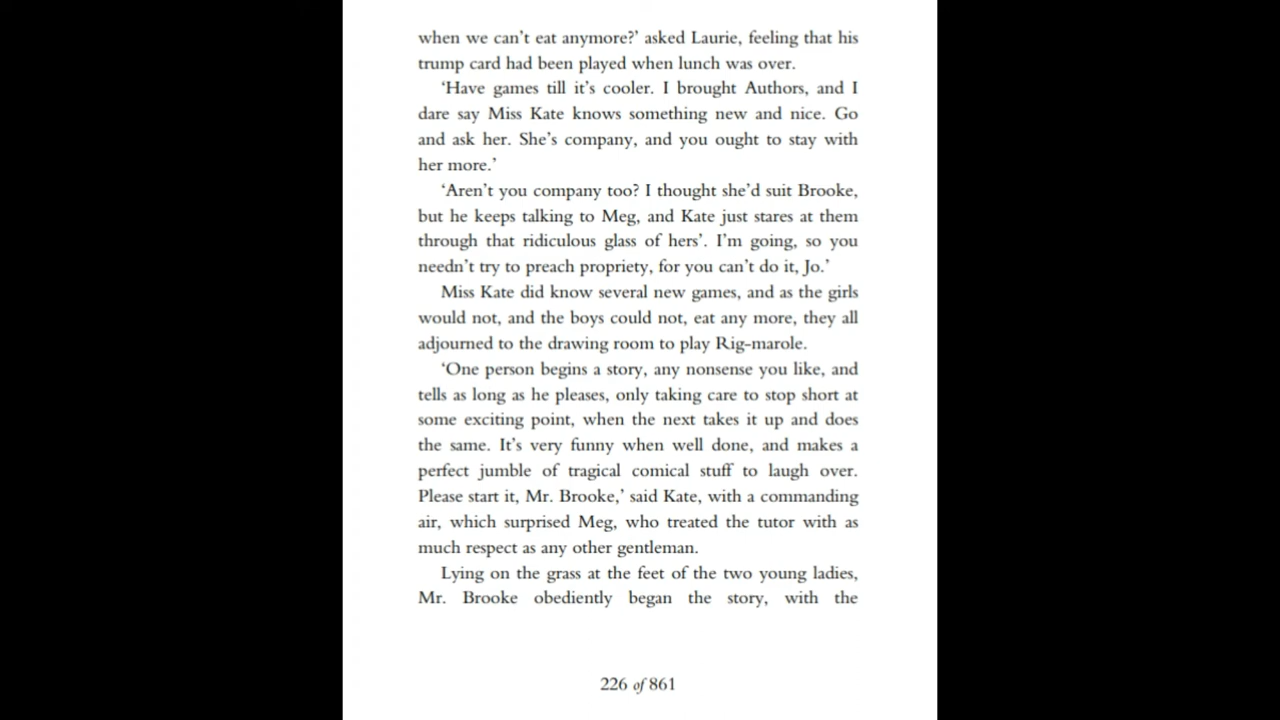 when we can’t eat anymore?’ asked Laurie, feeling that his
trump card had been played when lunch was over.
‘Have games till it’s cooler. I brought Authors, and I
dare say Miss Kate knows something new and nice. Go
and ask her. She’s company, and you ought to stay with
her more.’
‘Aren’t you company too? I thought she’d suit Brooke,
but he keeps talking to Meg, and Kate just stares at them
through that ridiculous glass of hers’. I’m going, so you
needn’t try to preach propriety, for you can’t do it, Jo.’
Miss Kate did know several new games, and as the girls
would not, and the boys could not, eat any more, they all
adjourned to the drawing room to play Rig-marole.
‘One person begins a story, any nonsense you like, and
tells as long as he pleases, only taking care to stop short at
some exciting point, when the next takes it up and does
the same. It’s very funny when well done, and makes a
perfect jumble of tragical comical stuff to laugh over.
Please start it, Mr. Brooke,’ said Kate, with a commanding
air, which surprised Meg, who treated the tutor with as
much respect as any other gentleman.
Lying on the grass at the feet of the two young ladies,
Mr. Brooke obediently began the story, with the
226 of 861